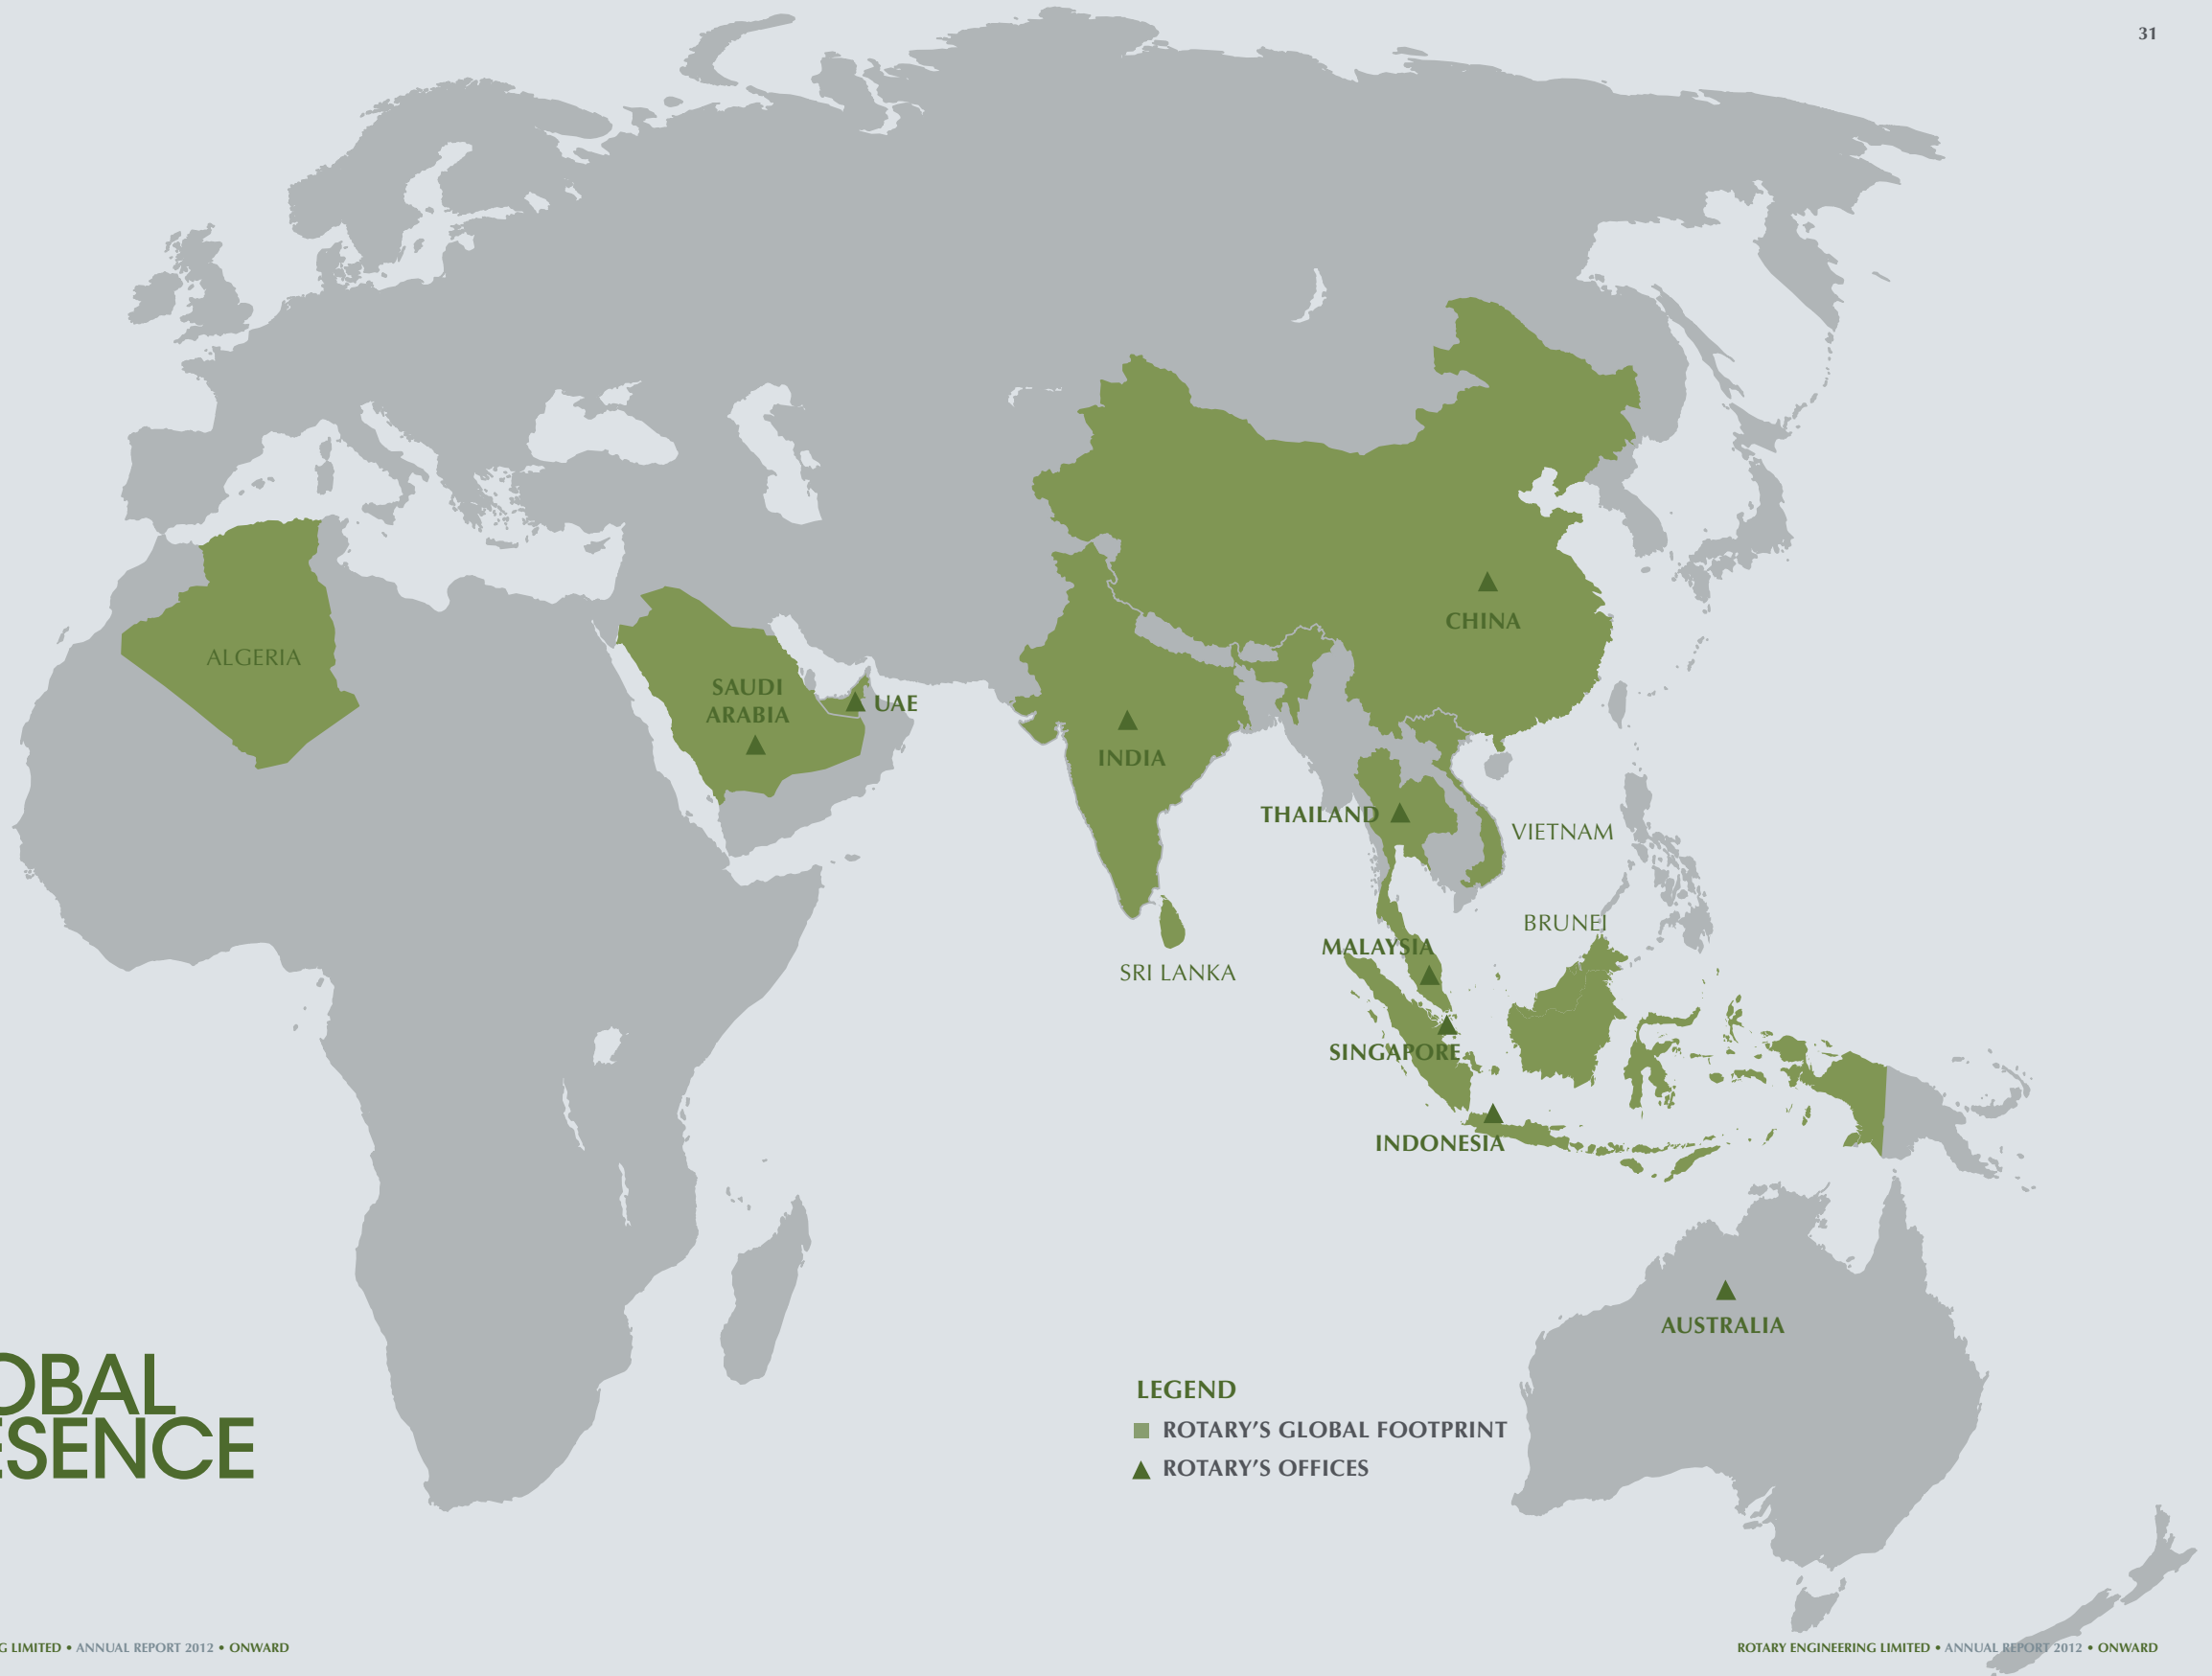 31
ALGERIA
SAUDI
ARABIA
UAE
CHINA
INDIA
THAILAND
VIETNAM
BRUNEI
MALAYSIA
SRI LANKA
SINGAPORE
INDONESIA
AUSTRALIA
OBAL
ESENCE
LEGEND
ROTARY’S GLOBAL FOOTPRINT
ROTARY’S OFFICES
G LIMITED • ANNUAL REPORT 2012 • ONWARD
ROTARY ENGINEERING LIMITED • ANNUAL REPORT 2012 • ONWARD